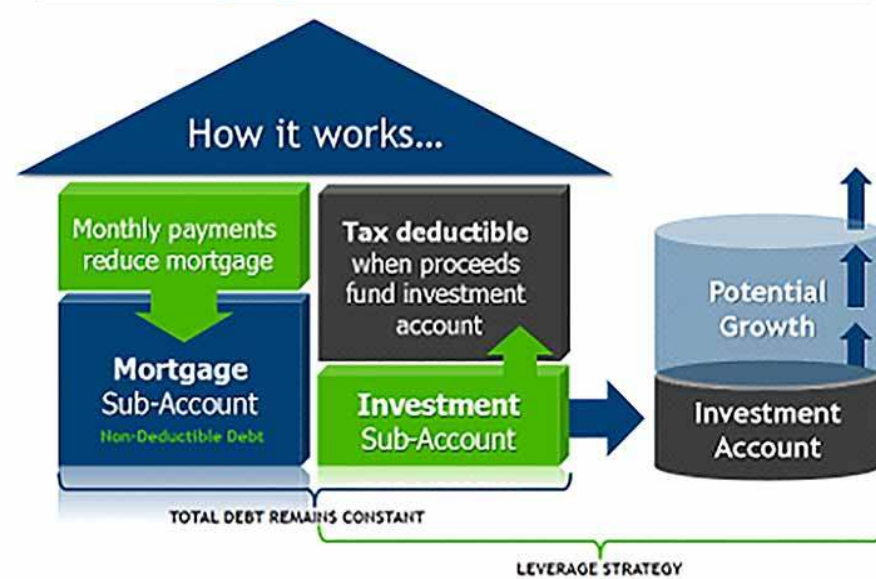 How it works...
Monthly payments
reduce mortgage
Tax deductible
when proceeds
fund investment
account
Mortgage
Sub-Account
Non-Deductible Debt
Investment
Sub-Account
Potential
Growth
Investment
Account
TOTAL DEBT REMAINS CONSTANT
LEVERAGE STRATEGY